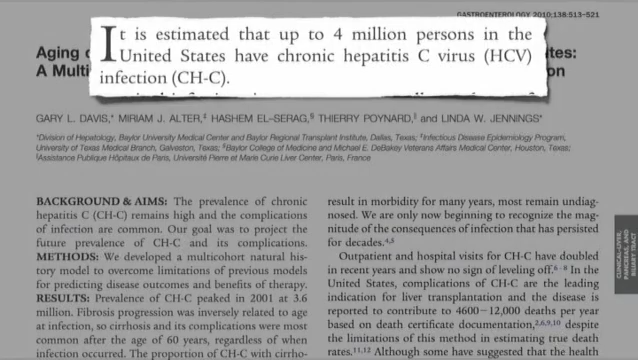 GASTROENTEROLOGY 2010;138:513–521
It is estimated that up to 4 million persons in the
United States have chronic hepatitis C virus (HCV)
infection (CH-C).
Aging o
tes:
A Multi
on
GARY L. DAVIS,* MIRIAM J. ALTER,‡ HASHEM EL–SERAG,§ THIERRY POYNARD,∥ and LINDA W. JENNINGS*
*Division of Hepatology, Baylor University Medical Center and Baylor Regional Transplant Institute, Dallas, Texas; ‡Infectious Disease Epidemiology Program,
University of Texas Medical Branch, Galveston, Texas; §Baylor College of Medicine and Michael E. DeBakey Veterans Affairs Medical Center, Houston, Texas;
∥Assistance Publique Hôpitaux de Paris, Université Pierre et Marie Curie Liver Center, Paris, France
BACKGROUND & AIMS: The prevalence of chronic
hepatitis C (CH-C) remains high and the complications
of infection are common. Our goal was to project the
future prevalence of CH-C and its complications.
METHODS: We developed a multicohort natural his-
tory model to overcome limitations of previous models
for predicting disease outcomes and benefits of therapy.
RESULTS: Prevalence of CH-C peaked in 2001 at 3.6
million. Fibrosis progression was inversely related to age
at infection, so cirrhosis and its complications were most
common after the age of 60 years, regardless of when
infection occurred. The proportion of CH-C with cirrho-
result in morbidity for many years, most remain undiag-
nosed. We are only now beginning to recognize the mag-
nitude of the consequences of infection that has persisted
for decades.4,5
Outpatient and hospital visits for CH-C have doubled
in recent years and show no sign of leveling off.6–8 In the
United States, complications of CH-C are the leading
indication for liver transplantation and the disease is
reported to contribute to 4600–12,000 deaths per year
based on death certificate documentation,2,6,9,10 despite
the limitations of this method in estimating true death
rates.11,12 Although some have suggested that the health
CLINICAL–LIVER,
PANCREAS, AND
BILIARY TRACT